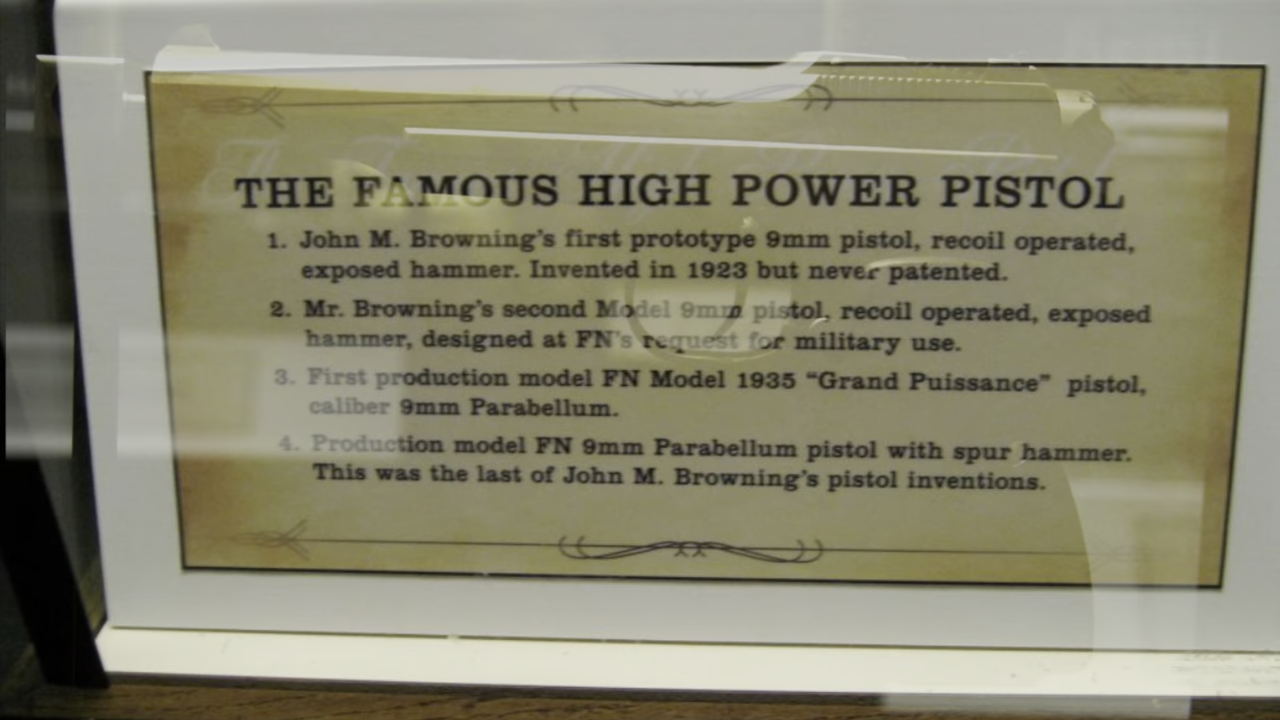 THE FAMOUS HIGH POWER PISTOL
1. John M. Browning's first prototype 9mm pistol, recoil operated,
exposed hammer. Invented in 1923 but never patented.
2. Mr. Browning's second Model 9mm pistol, recoil operated, exposed
hammer, designed at FN's request for military use.
3. First production model FN Model 1935 "Grand Puissance" pistol,
caliber 9mm Parabellum.
4. Production model FN 9mm Parabellum pistol with spur hammer.
This was the last of John M. Browning's pistol inventions.